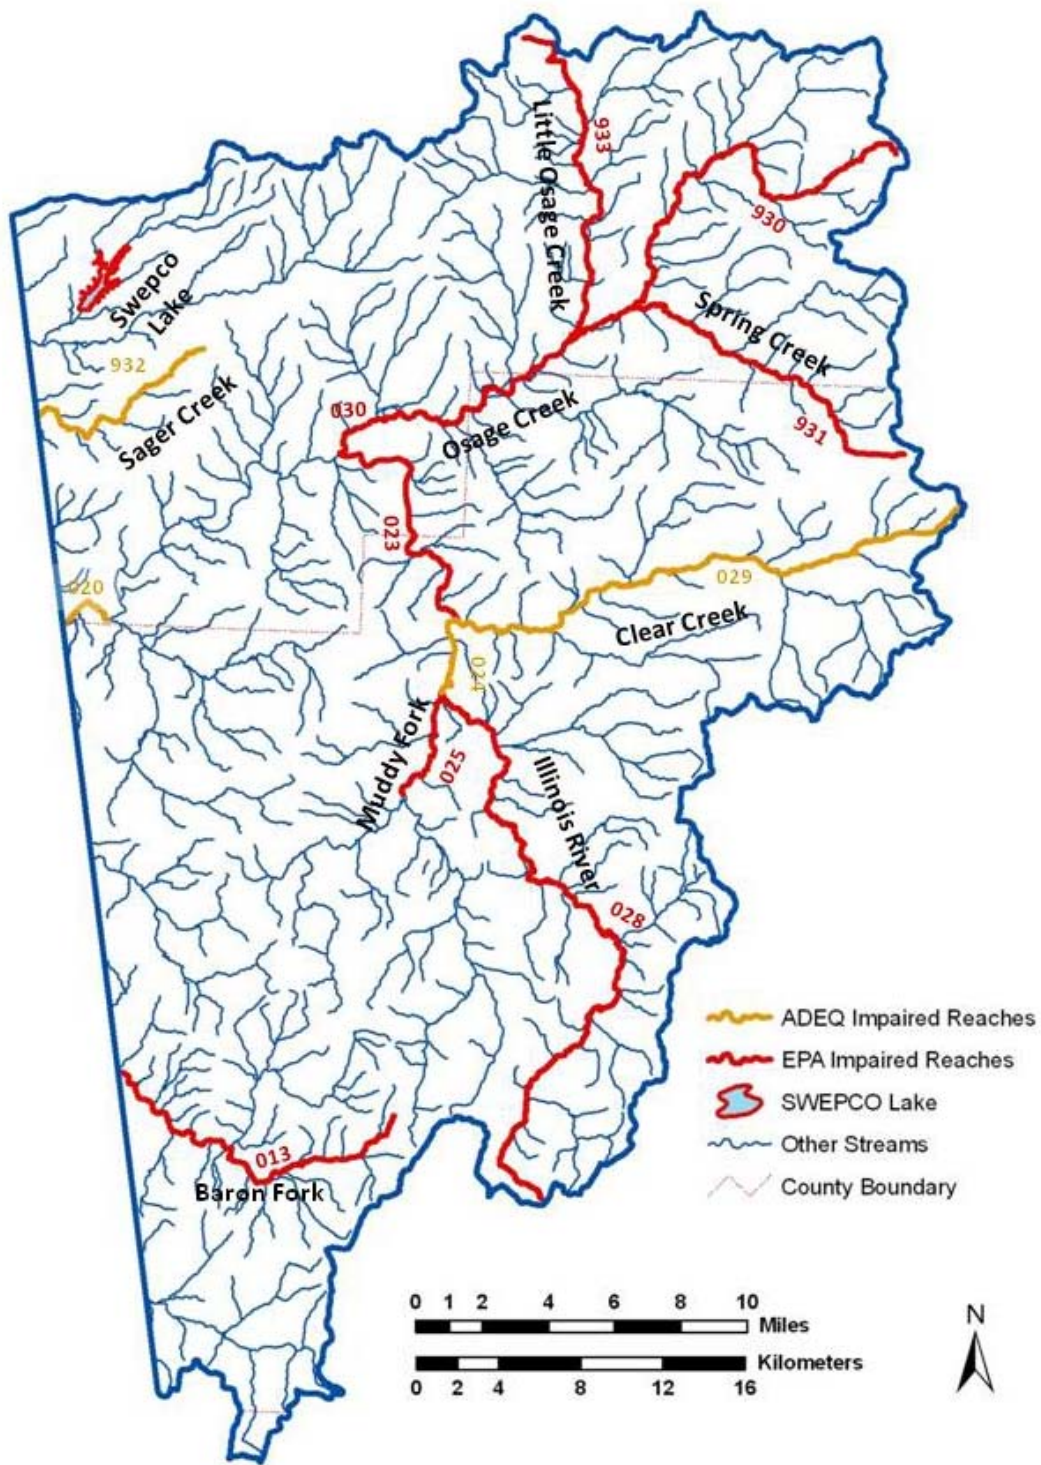 Little Osage Creek
933
930
Swepco
Lake
Spring Creek
932
Sager Creek
030
Osage Creek
931
023
029
020
Clear Creek
024
Muddy Fork
025
Illinois River
028
ADEQ Impaired Reaches
EPA Impaired Reaches
SWEPCO Lake
Other Streams
County Boundary
013
Baron Fork
0 1 2 4 6 8 10
Miles
Kilometers
0 2 4 8 12 16
N